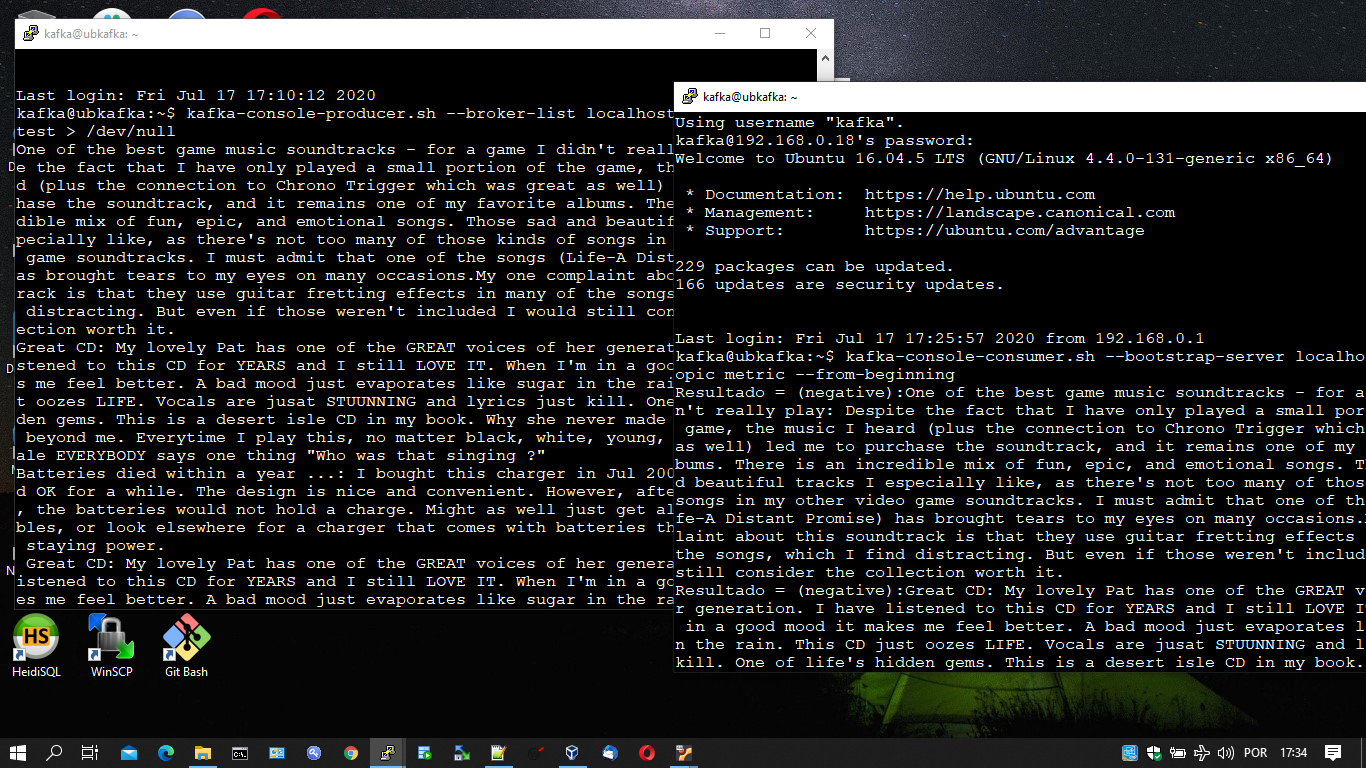 kafka@ubkafka: ~
Last login: Fri Jul 17 17:10:12 2020
kafka@ubkafka:~$ kafka-console-producer.sh --broker-list localhost
test > /dev/null
One of the best game music soundtracks - for a game I didn't reall
e the fact that I have only played a small portion of the game, th
d (plus the connection to Chrono Trigger which was great as well)
hase the soundtrack, and it remains one of my favorite albums. The
dible mix of fun, epic, and emotional songs. Those sad and beautif
pecially like, as there's not too many of those kinds of songs in
game soundtracks. I must admit that one of the songs (Life-A Dist
as brought tears to my eyes on many occasions.My one complaint abo
rack is that they use guitar fretting effects in many of the songs
distracting. But even if those weren't included I would still con
ection worth it.
Great CD: My lovely Pat has one of the GREAT voices of her generat
stened to this CD for YEARS and I still LOVE IT. When I'm in a goo
s me feel better. A bad mood just evaporates like sugar in the rai
t oozes LIFE. Vocals are jusat STUUNNING and lyrics just kill. One
den gems. This is a desert isle CD in my book. Why she never made
beyond me. Everytime I play this, no matter black, white, young,
ale EVERYBODY says one thing "Who was that singing ?"
Batteries died within a year ...: I bought this charger in Jul 200
d OK for a while. The design is nice and convenient. However, afte
, the batteries would not hold a charge. Might as well just get al
bles, or look elsewhere for a charger that comes with batteries th
staying power.
Great CD: My lovely Pat has one of the GREAT voices of her genera
istened to this CD for YEARS and I still LOVE IT. When I'm in a go
es me feel better. A bad mood just evaporates like sugar in the ra
kafka@ubkafka: ~
Using username "kafka".
kafka@192.168.0.18's password:
Welcome to Ubuntu 16.04.5 LTS (GNU/Linux 4.4.0-131-generic x86_64)
* Documentation: https://help.ubuntu.com
* Management: https://landscape.canonical.com
* Support: https://ubuntu.com/advantage
229 packages can be updated.
166 updates are security updates.
Last login: Fri Jul 17 17:25:57 2020 from 192.168.0.1
kafka@ubkafka:~$ kafka-console-consumer.sh --bootstrap-server localho
opic metric --from-beginning
Resultado = (negative):One of the best game music soundtracks - for a
n't really play: Despite the fact that I have only played a small por
game, the music I heard (plus the connection to Chrono Trigger which
as well) led me to purchase the soundtrack, and it remains one of my
bums. There is an incredible mix of fun, epic, and emotional songs. T
d beautiful tracks I especially like, as there's not too many of thos
songs in my other video game soundtracks. I must admit that one of th
fe-A Distant Promise) has brought tears to my eyes on many occasions.
laint about this soundtrack is that they use guitar fretting effects
the songs, which I find distracting. But even if those weren't includ
still consider the collection worth it.
Resultado = (negative):Great CD: My lovely Pat has one of the GREAT v
r generation. I have listened to this CD for YEARS and I still LOVE I
in a good mood it makes me feel better. A bad mood just evaporates l
n the rain. This CD just oozes LIFE. Vocals are jusat STUUNNING and l
kill. One of life's hidden gems. This is a desert isle CD in my book.
HS
HeidiSQL
WinSCP
Git Bash
POR
17:34